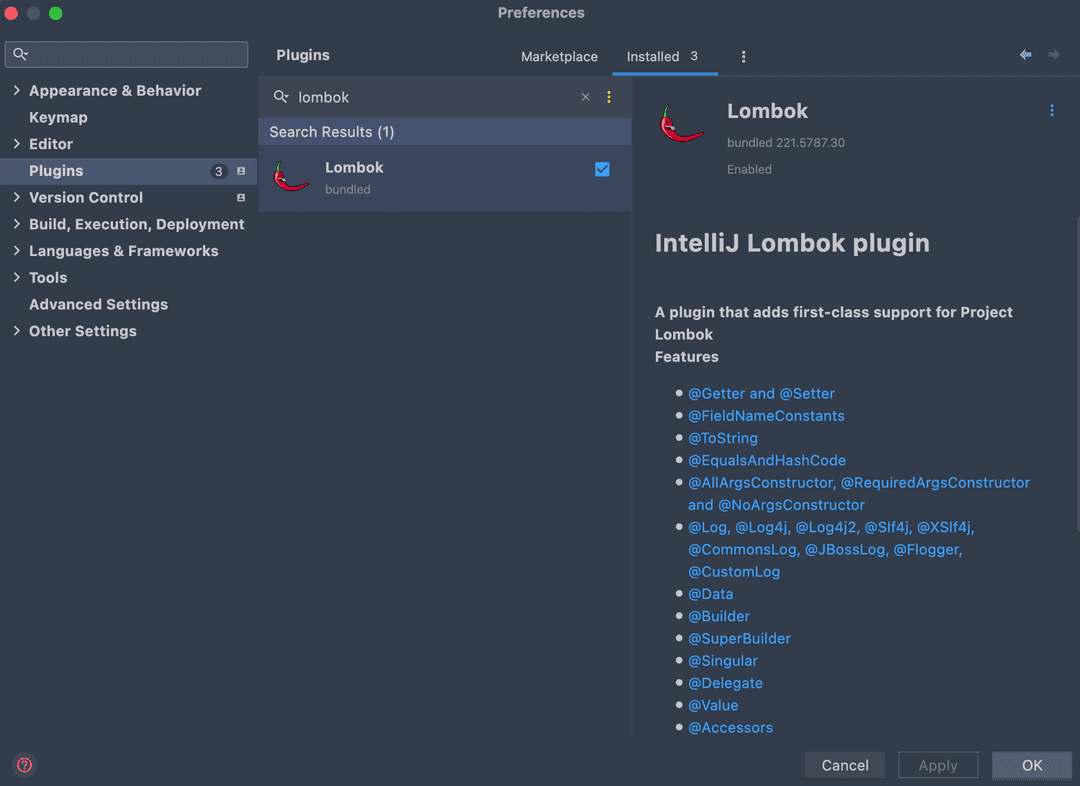 Preferences
Plugins
Marketplace
Installed 3
Appearance & Behavior
Keymap
Editor
Plugins 3
Version Control
Build, Execution, Deployment
Languages & Frameworks
Tools
Advanced Settings
Other Settings
lombok
Search Results (1)
Lombok
bundled
Lombok
bundled 221.5787.30
Enabled
IntelliJ Lombok plugin
A plugin that adds first-class support for Project
Lombok
Features
@Getter and @Setter
@FieldNameConstants
@ToString
@EqualsAndHashCode
@AllArgsConstructor, @RequiredArgsConstructor
and @NoArgsConstructor
@Log, @Log4j, @Log4j2, @Slf4j, @XSlf4j,
@CommonsLog, @JBossLog, @Flogger,
@CustomLog
@Data
@Builder
@SuperBuilder
@Singular
@Delegate
@Value
@Accessors
?
Cancel
Apply
OK